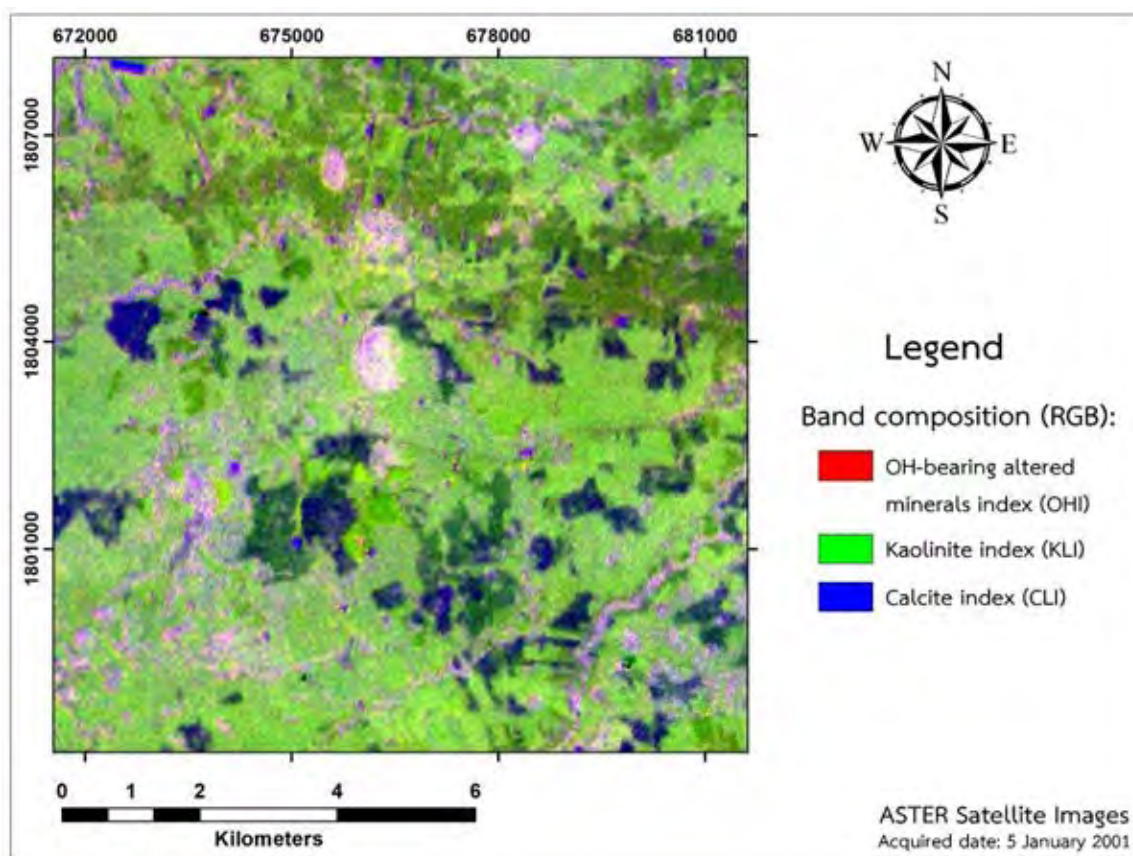 672000 675000 678000 681000
1807000
1804000
1801000
N
W E
S
Legend
Band composition (RGB):
OH-bearing altered
minerals index (OHI)
Kaolinite index (KLI)
Calcite index (CLI)
0 1 2 4 6
Kilometers
ASTER Satellite Images
Acquired date: 5 January 2001